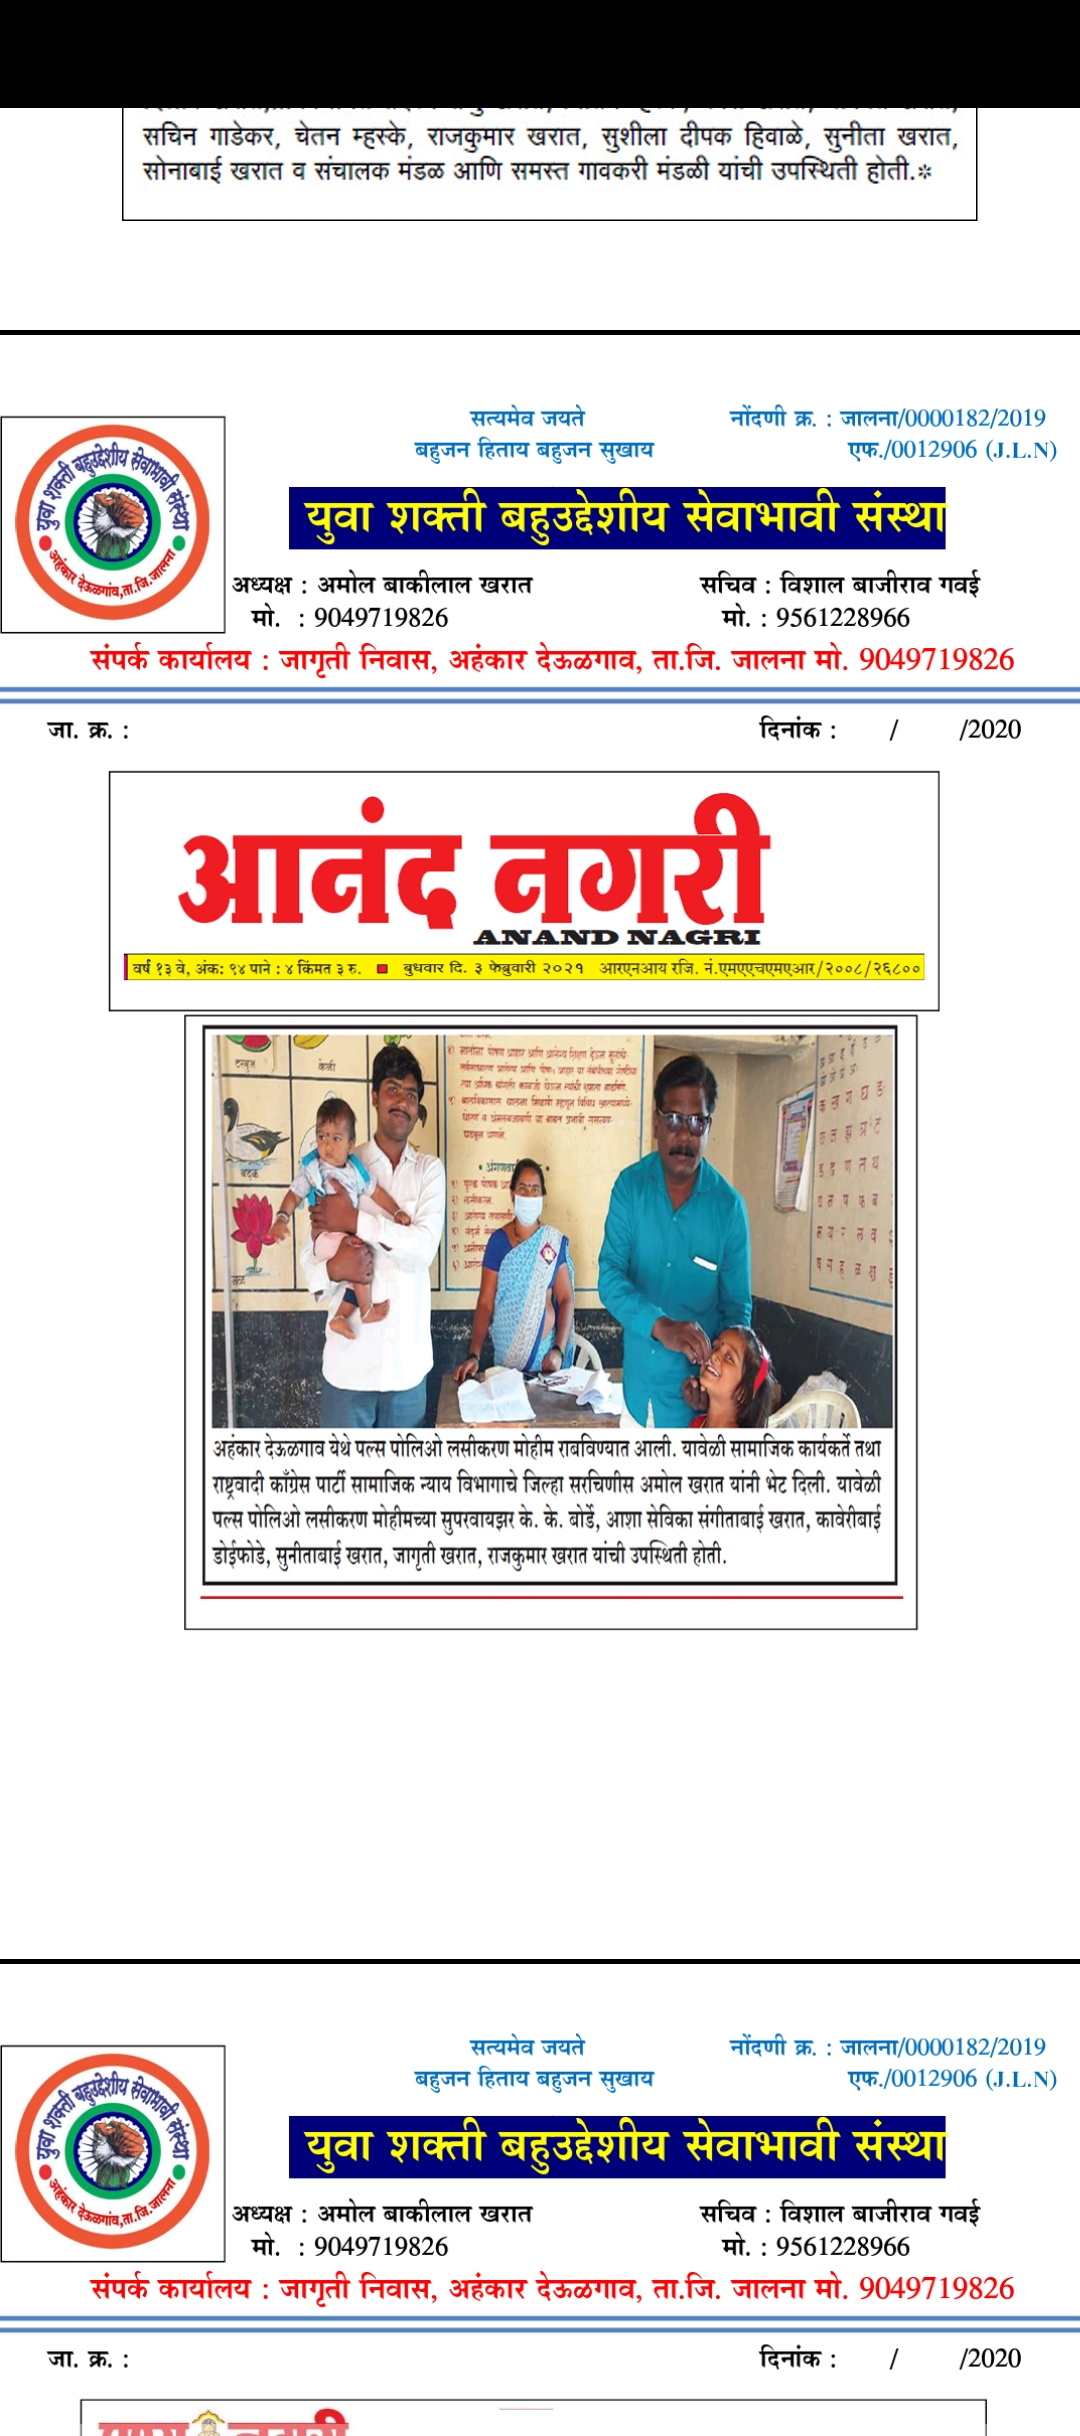 सचिन गाडेकर, चेतन म्हस्के, राजकुमार खरात, सुशीला दीपक हिवाळे, सुनीता खरात,
सोनाबाई खरात व संचालक मंडळ आणि समस्त गावकरी मंडळी यांची उपस्थिती होती.*
सत्यमेव जयते
नोंदणी क्र. : जालना/0000182/2019
बहुजन हिताय बहुजन सुखाय
एफ./0012906 (J.L.N)
युवा शक्ती बहुउद्देशीय सेवाभावी संस्था
अहंकार देऊळगांव,ता.जि.जालना
युवा शक्ती बहुउद्देशीय सेवाभावी संस्था
अध्यक्ष : अमोल बाकीलाल खरात
सचिव : विशाल बाजीराव गवई
मो. : 9049719826
मो. : 9561228966
संपर्क कार्यालय : जागृती निवास, अहंकार देऊळगाव, ता.जि. जालना मो. 9049719826
जा. क्र. :
दिनांक : / /2020
आनंद नगरी
ANAND NAGRI
वर्ष १३ वे, अंक: ९४ पाने : ४ किंमत ३ रु. बुधवार दि. ३ फेब्रुवारी २०२१ आरएनआय रजि. नं.एमएएचएमएआर/२००८/२६८००
टरबुज
केळी
बदक
अहंकार देऊळगाव येथे पल्स पोलिओ लसीकरण मोहीम राबविण्यात आली. यावेळी सामाजिक कार्यकर्ते तथा
राष्ट्रवादी काँग्रेस पार्टी सामाजिक न्याय विभागाचे जिल्हा सरचिणीस अमोल खरात यांनी भेट दिली. यावेळी
पल्स पोलिओ लसीकरण मोहीमच्या सुपरवायझर के. के. बोर्डे, आशा सेविका संगीताबाई खरात, कावेरीबाई
डोईफोडे, सुनीताबाई खरात, जागृती खरात, राजकुमार खरात यांची उपस्थिती होती.
सत्यमेव जयते
नोंदणी क्र. : जालना/0000182/2019
बहुजन हिताय बहुजन सुखाय
एफ./0012906 (J.L.N)
युवा शक्ती बहुउद्देशीय सेवाभावी संस्था
अहंकार देऊळगांव,ता.जि.जालना
युवा शक्ती बहुउद्देशीय सेवाभावी संस्था
अध्यक्ष : अमोल बाकीलाल खरात
सचिव : विशाल बाजीराव गवई
मो. : 9049719826
मो. : 9561228966
संपर्क कार्यालय : जागृती निवास, अहंकार देऊळगाव, ता.जि. जालना मो. 9049719826
जा. क्र. :
दिनांक : / /2020